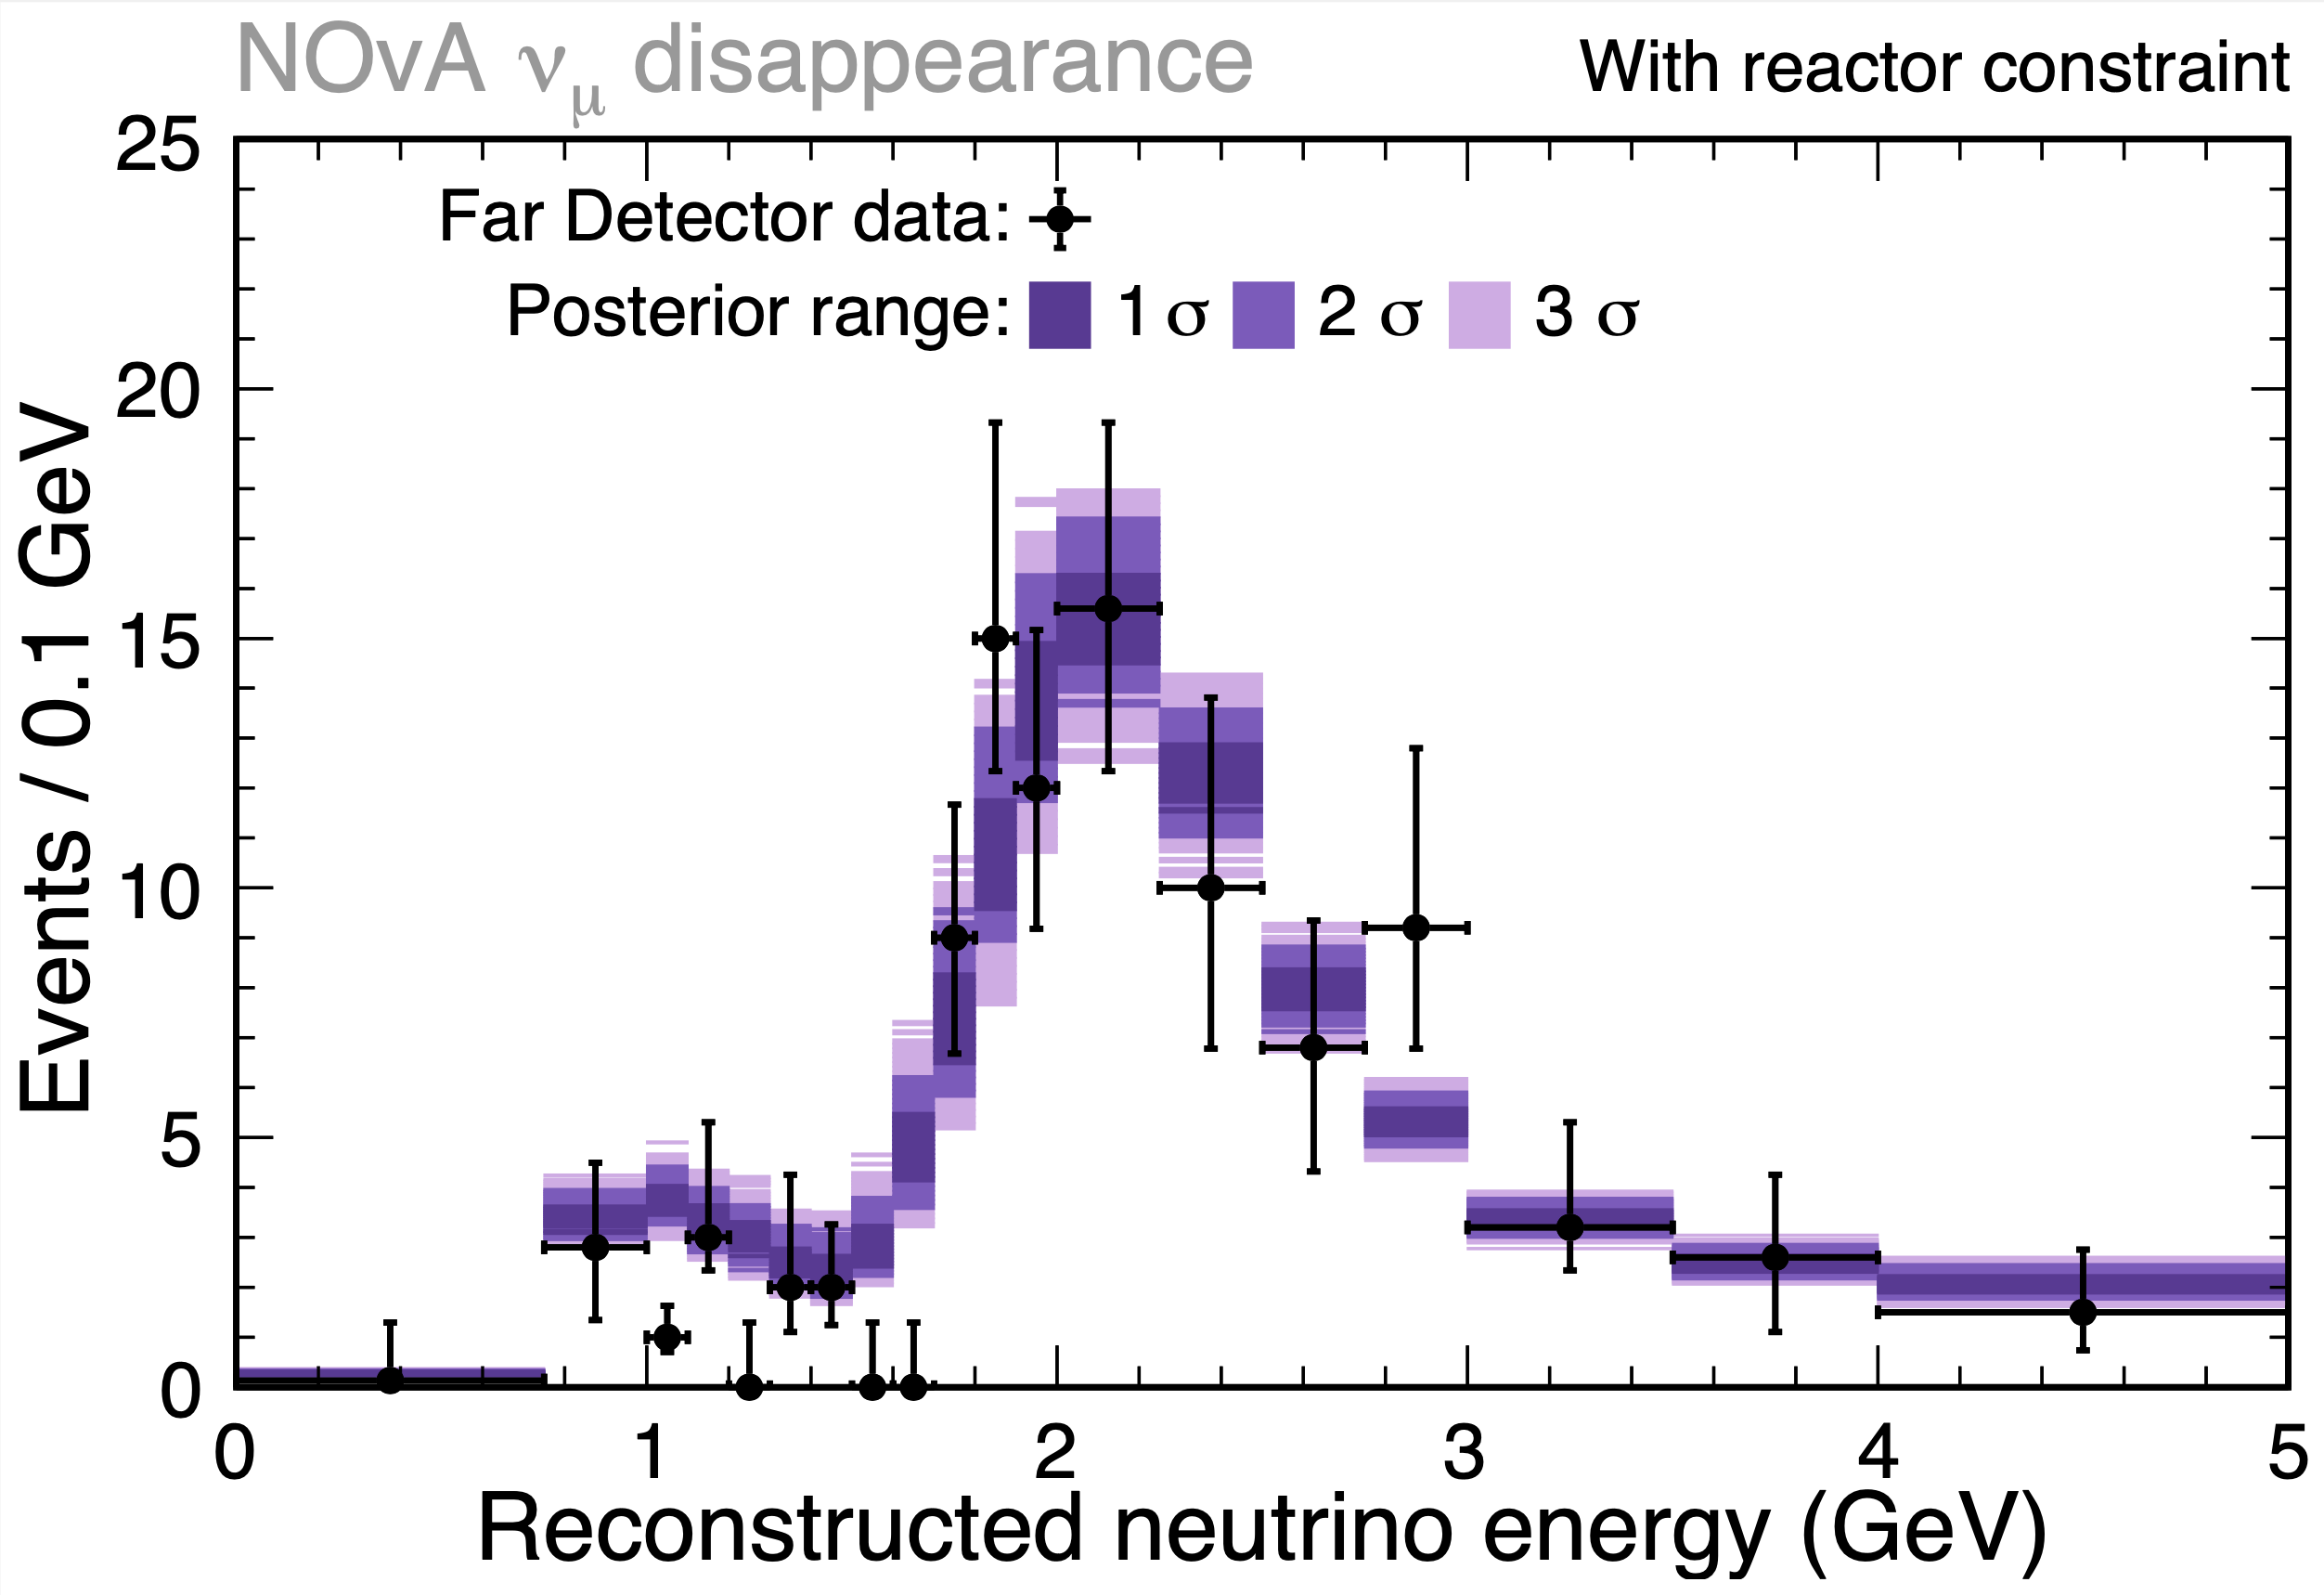 NOvA νμ disappearance
With reactor constraint
25
Far Detector data:
Posterior range: 1 σ 2 σ 3 σ
20
15
10
5
0
Events / 0.1 GeV
0 1 2 3 4 5
Reconstructed neutrino energy (GeV)